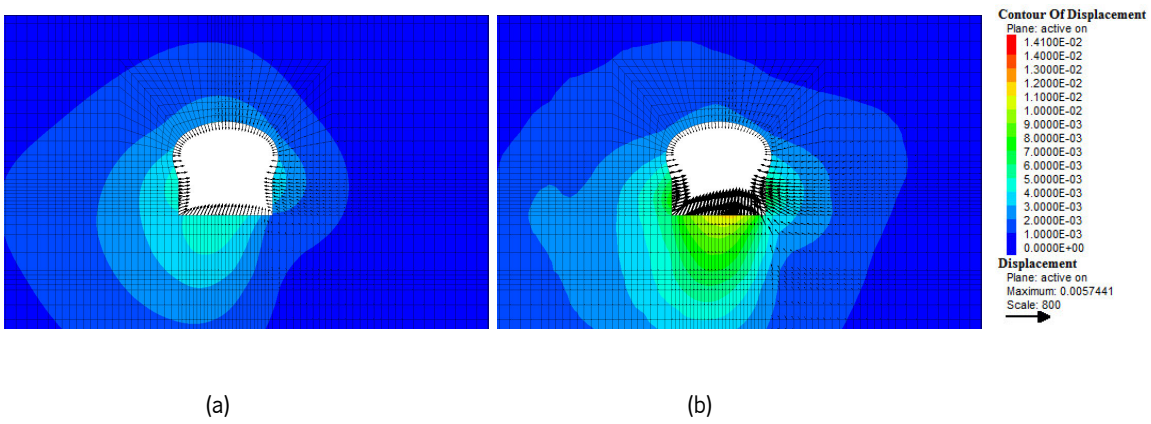 Contour Of Displacement
Plane: active on
1.4100E-02
1.4000E-02
1.3000E-02
1.2000E-02
1.1000E-02
1.0000E-02
9.0000E-03
8.0000E-03
7.0000E-03
6.0000E-03
5.0000E-03
4.0000E-03
3.0000E-03
2.0000E-03
1.0000E-03
0.0000E+00
Displacement
Plane: active on
Maximum: 0.0057441
Scale: 800
(a)
(b)